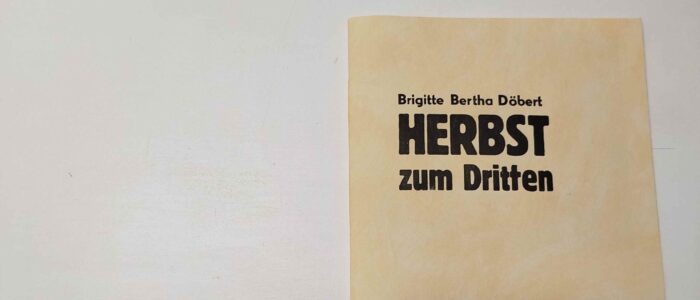 Brigitte Bertha Döbert
HERBST
zum Dritten